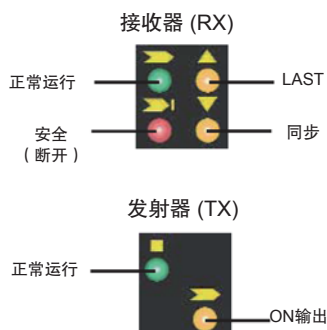 接收器 (RX)
正常运行
LAST
安全
（断开）
同步
发射器 (TX)
正常运行
ON输出